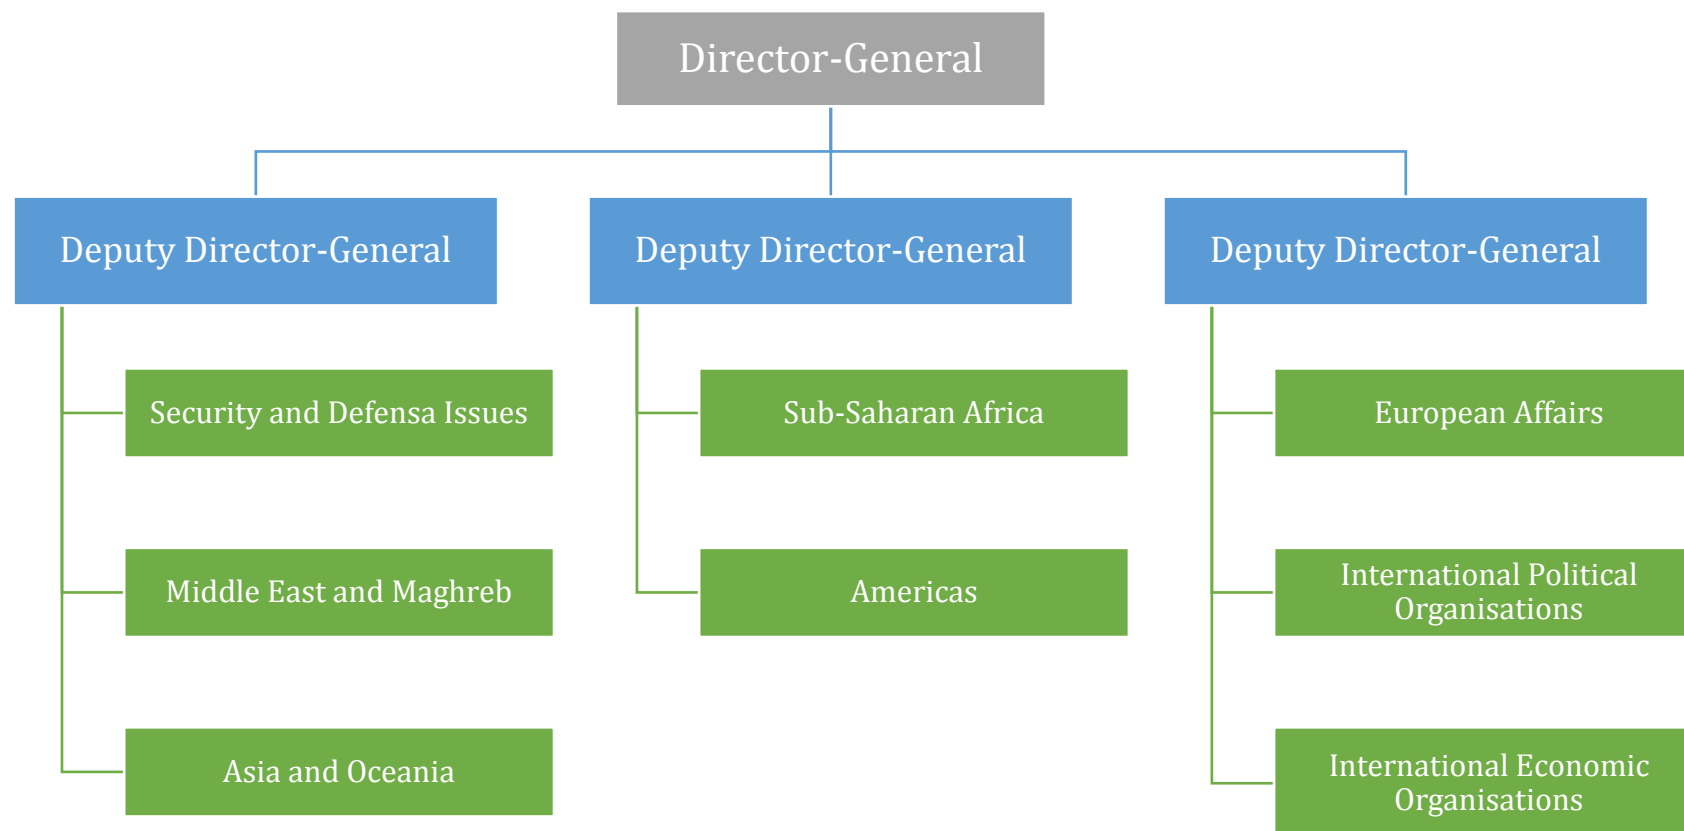 Director-General
Deputy Director-General
Security and Defensa Issues
Middle East and Maghreb
Asia and Oceania
Deputy Director-General
Sub-Saharan Africa
Americas
Deputy Director-General
European Affairs
International Political
Organisations
International Economic
Organisations